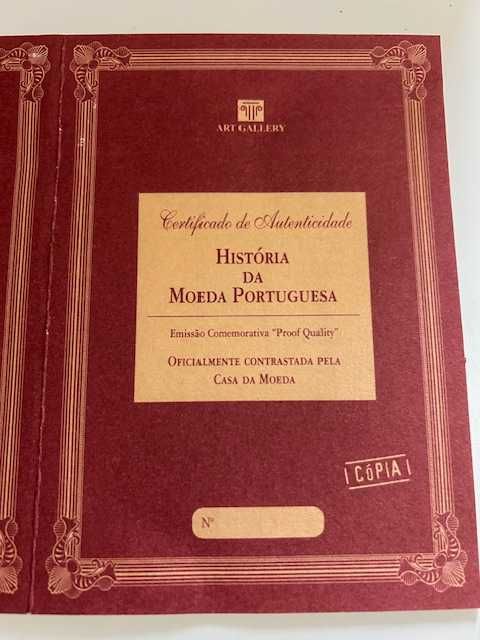 ART GALLERY
Certificado de Autenticidade
HISTÓRIA
DA
MOEDA PORTUGUESA
Emissão Comemorativa "Proof Quality"
OFICIALMENTE CONTRASTADA PELA
CASA DA MOEDA
CÓPIA
Nº